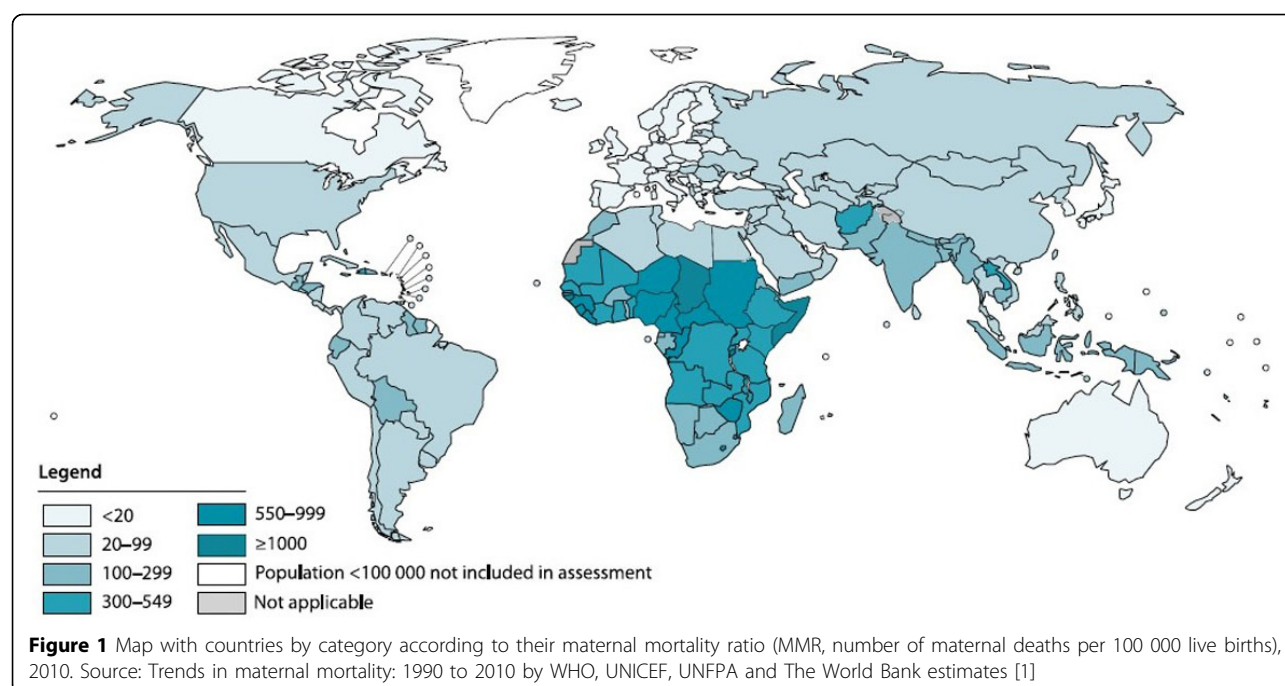 Legend
<20
20–99
100–299
300–549
550–999
≥1000
Population <100 000 not included in assessment
Not applicable
Figure 1 Map with countries by category according to their maternal mortality ratio (MMR, number of maternal deaths per 100 000 live births),
2010. Source: Trends in maternal mortality: 1990 to 2010 by WHO, UNICEF, UNFPA and The World Bank estimates [1]